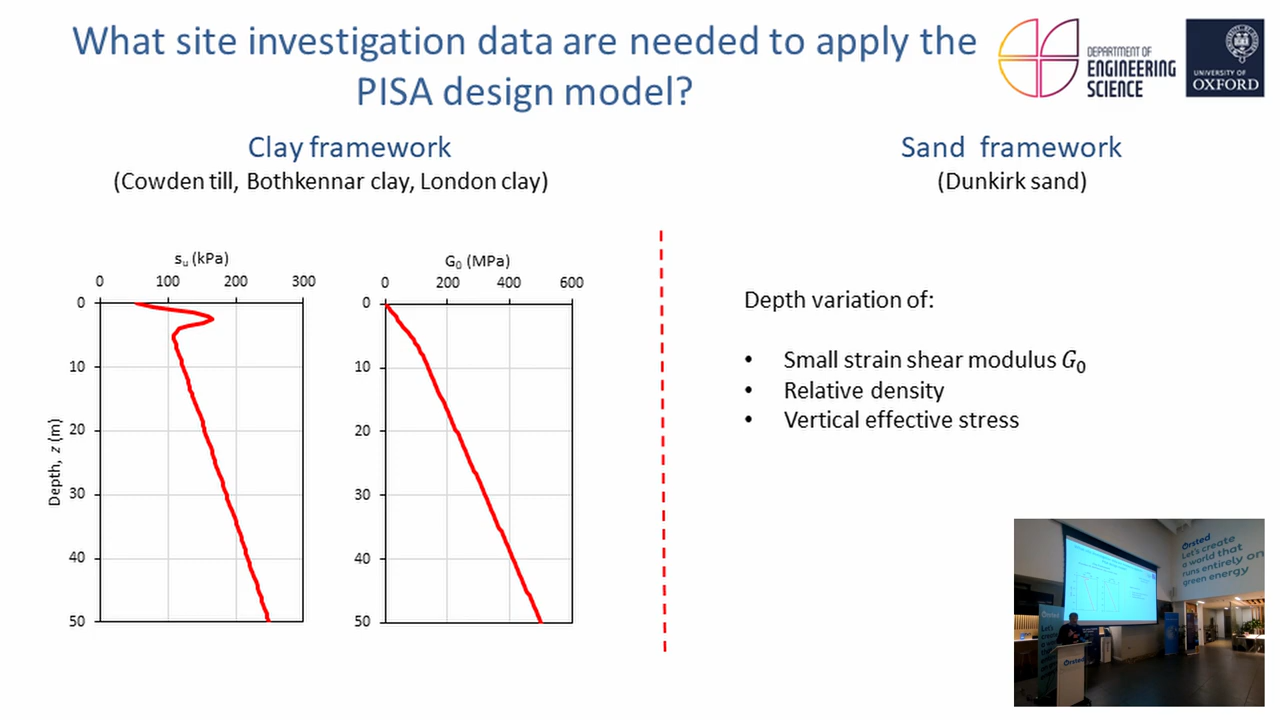 What site investigation data are needed to apply the
PISA design model?
DEPARTMENT OF
ENGINEERING
SCIENCE
UNIVERSITY OF
OXFORD
Clay framework
(Cowden till, Bothkennar clay, London clay)
Sand framework
(Dunkirk sand)
su (kPa)
0 100 200 300
Depth, z (m)
0
10
20
30
40
50
G0 (MPa)
0 200 400 600
0
10
20
30
40
50
Depth variation of:
• Small strain shear modulus G0
• Relative density
• Vertical effective stress
Ørsted
Let's create
a world that
runs entirely on
green energy
Ørsted